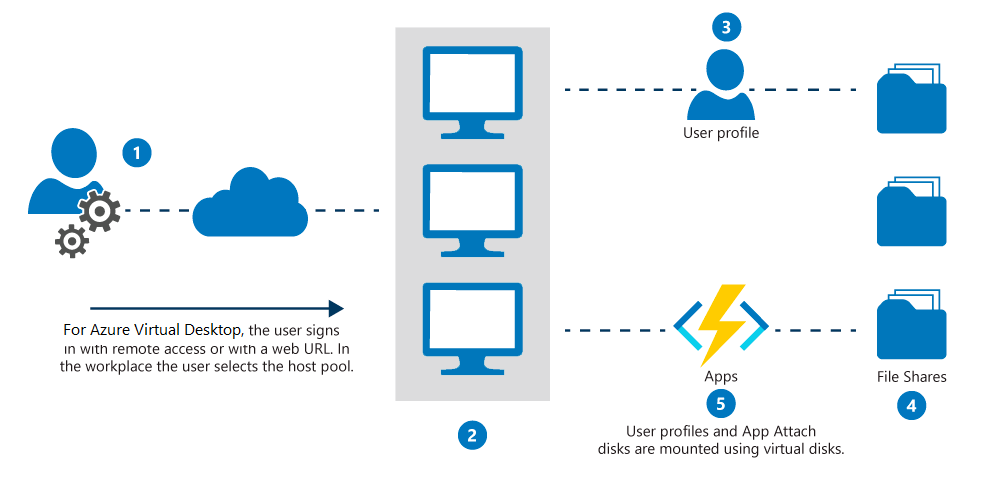 1
For Azure Virtual Desktop, the user signs
in with remote access or with a web URL. In
the workplace the user selects the host pool.
2
3
User profile
Apps
5
User profiles and App Attach
disks are mounted using virtual disks.
File Shares
4